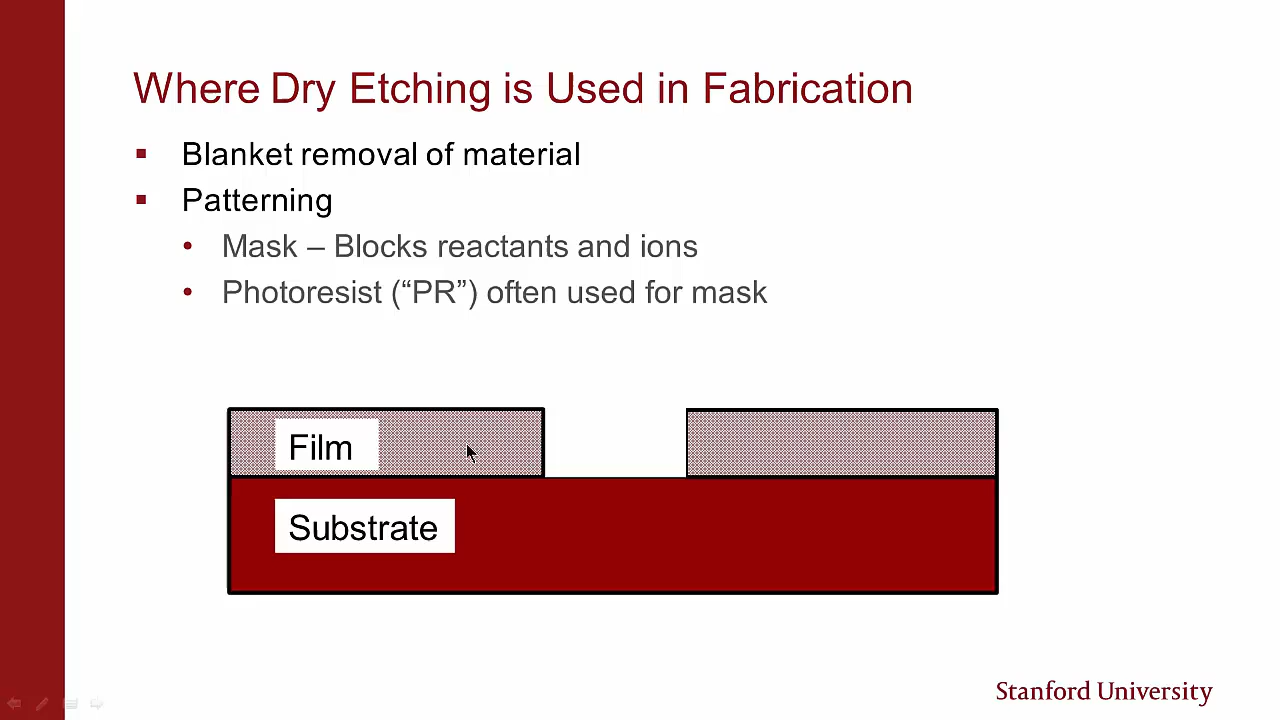 Where Dry Etching is Used in Fabrication
Blanket removal of material
Patterning
Mask – Blocks reactants and ions
Photoresist (“PR”) often used for mask
Film
Substrate
Stanford University